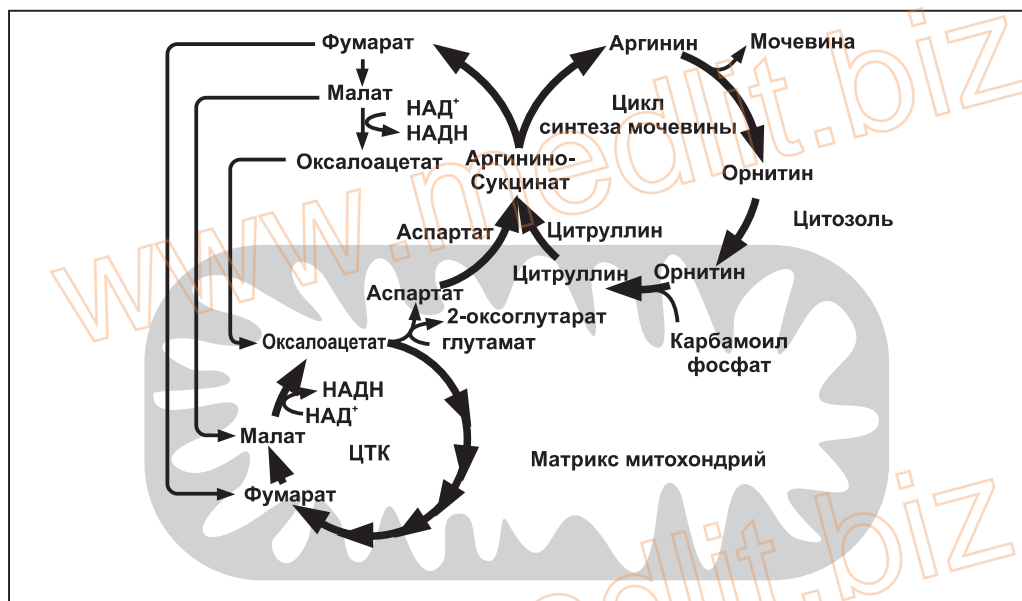 Фумарат
Аргинин
Мочевина
Малат
НАД⁺
НАДН
Цикл
синтеза мочевины
Оксалоацетат
Аргинино-
Сукцинат
Орнитин
Аспартат
Цитруллин
Цитозоль
Цитруллин
Орнитин
Аспартат
2-оксоглутарат
глутамат
Оксалоацетат
Карбамоил
фосфат
НАДН
НАД⁺
Малат
ЦТК
Матрикс митохондрий
Фумарат
www.medlit.biz
www.medlit.biz